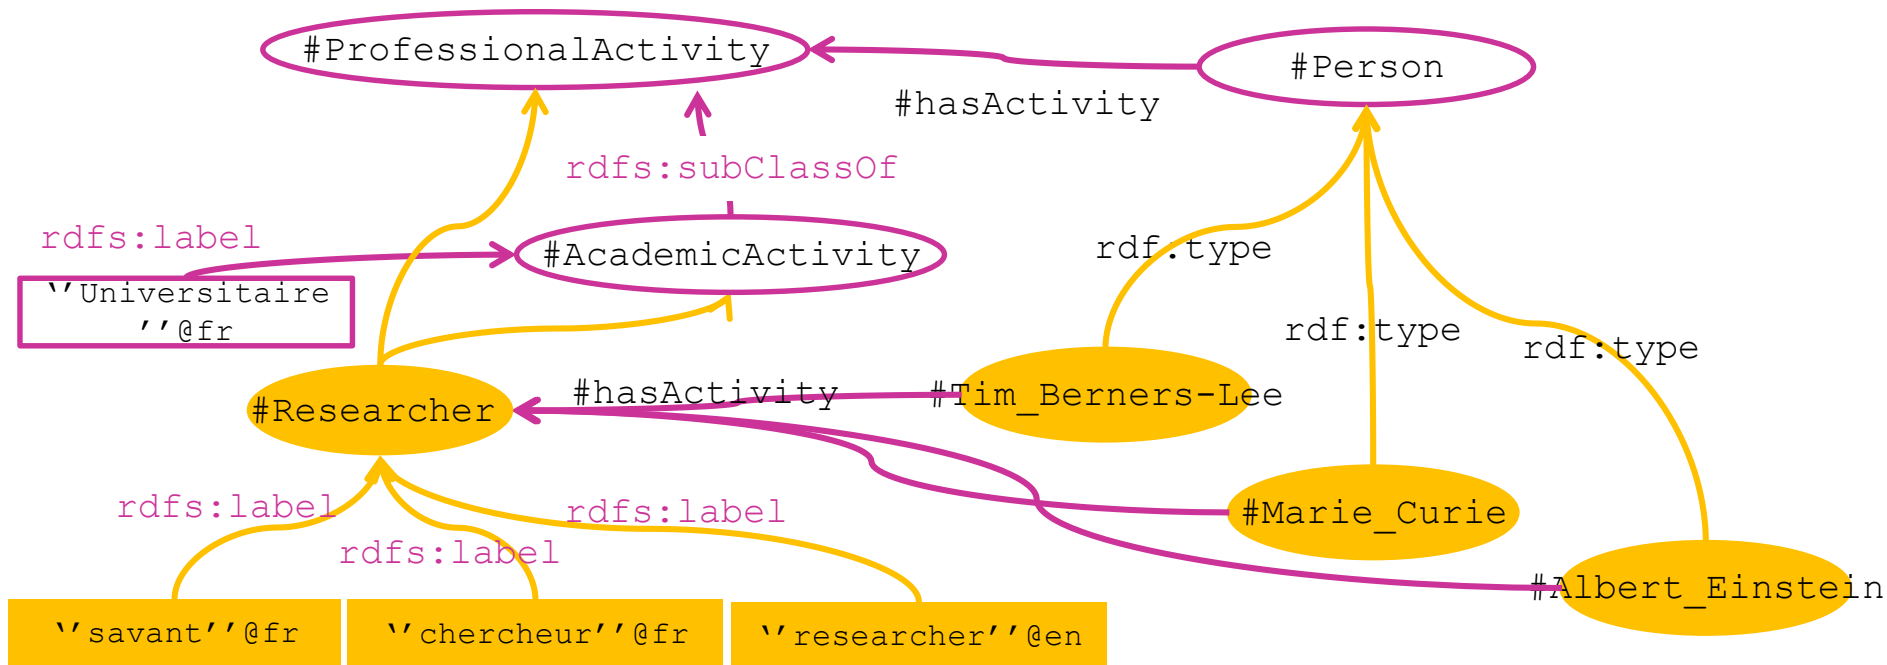 #ProfessionalActivity
#Person
#hasActivity
rdfs:subClassOf
rdfs:label
#AcademicActivity
rdf:type
‘’Universitaire
’’@fr
rdf:type
rdf:type
#hasActivity
#Tim_Berners-Lee
#Researcher
rdfs:label
rdfs:label
#Marie_Curie
rdfs:label
#Albert_Einstein
‘’savant’’@fr
‘’chercheur’’@fr
‘’researcher’’@en